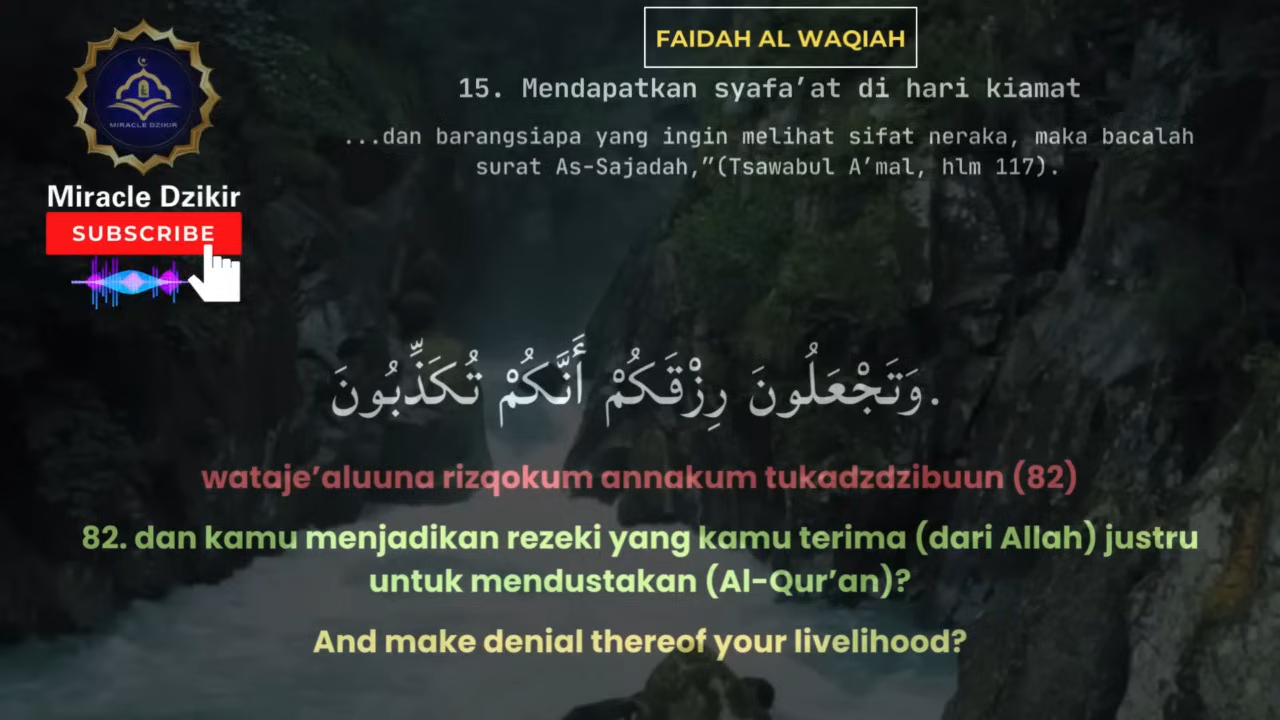 FAIDAH AL WAQIAH
15. Mendapatkan syafa’at di hari kiamat
...dan barangsiapa yang ingin melihat sifat neraka, maka bacalah
surat As-Sajadah,”(Tsawabul A’mal, hlm 117).
MIRACLE DZIKIR
Miracle Dzikir
SUBSCRIBE
وَتَجْعَلُونَ رِزْقَكُمْ أَنَّكُمْ تُكَذِّبُونَ.
wataje’aluuna rizqokum annakum tukadzdzibuun (82)
82. dan kamu menjadikan rezeki yang kamu terima (dari Allah) justru
untuk mendustakan (Al-Qur’an)?
And make denial thereof your livelihood?